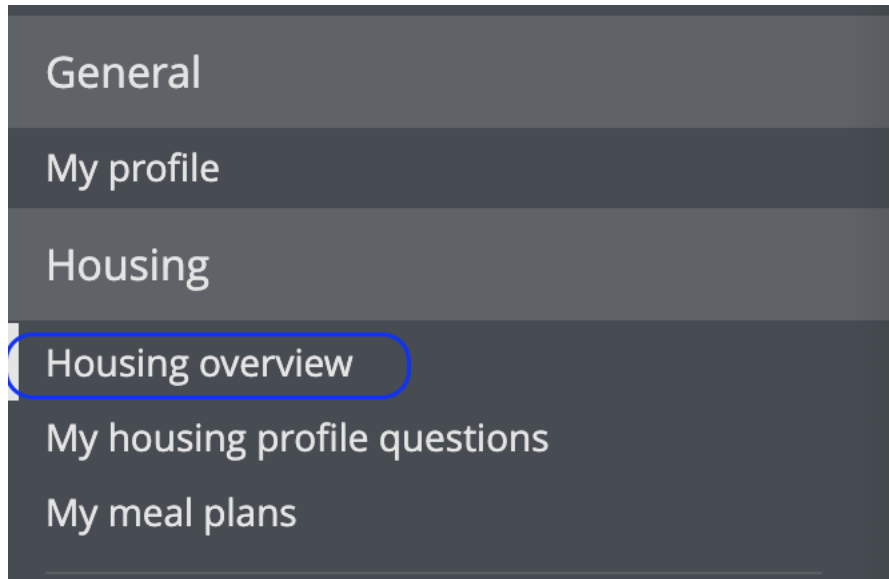 General
My profile
Housing
Housing overview
My housing profile questions
My meal plans